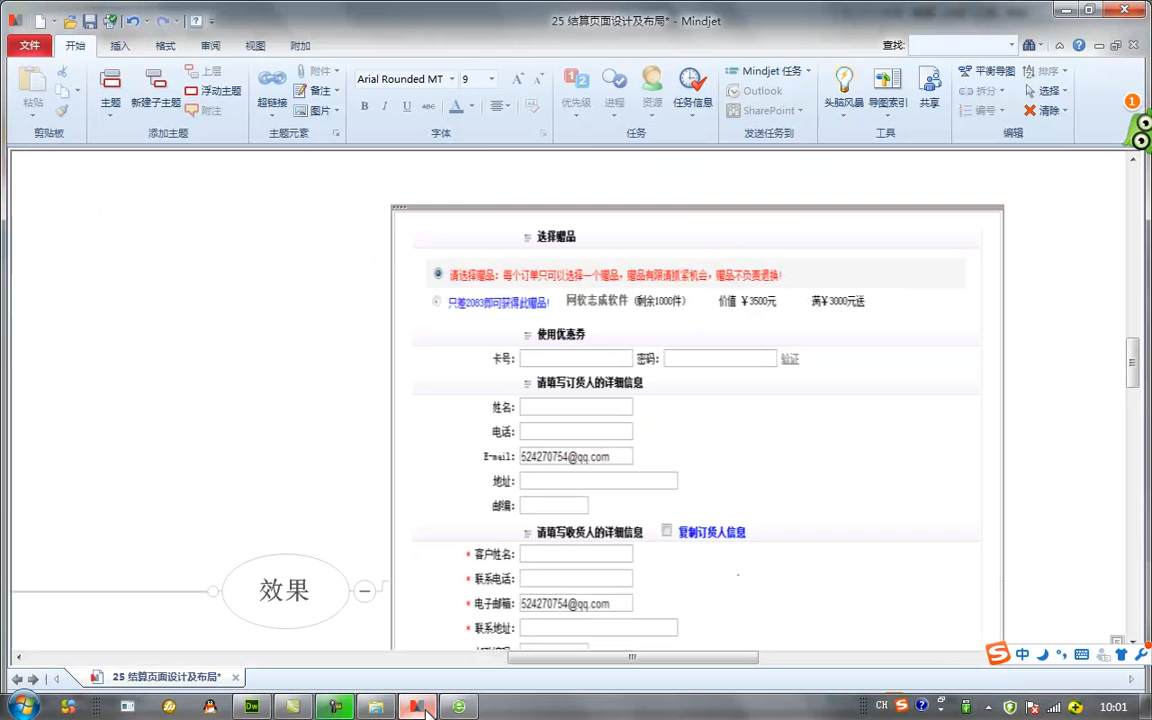 25 结算页面设计及布局* - Mindjet
文件 开始 插入 格式 审阅 视图 附加 查找:
粘贴 主题 新建子主题 上层 浮动主题 附注 超链接 附件 备注 图片 Arial Rounded MT 9 B I U abc A 优先级 进程 资源 任务信息 Mindjet 任务 Outlook SharePoint 头脑风暴 导图索引 共享 平衡导图 排序 拆分 选择 编号 清除
剪贴板 添加主题 主题元素 字体 任务 发送任务到 工具 编辑
1
选择赠品
请选择赠品：每个订单只可以选择一个赠品，赠品有限请抓紧机会，赠品不负责退换!
只差2083即可获得此赠品! 网软志成软件 (剩余1000件) 价值 ¥3500元 满¥3000元送
使用优惠券
卡号: 密码: 验证
请填写订货人的详细信息
姓名:
电话:
E-mail: 524270754@qq.com
地址:
邮编:
请填写收货人的详细信息 复制订货人信息
* 客户姓名:
* 联系电话:
* 电子邮箱: 524270754@qq.com
* 联系地址:
效果
中
25 结算页面设计及布局*
Dw CH 10:01